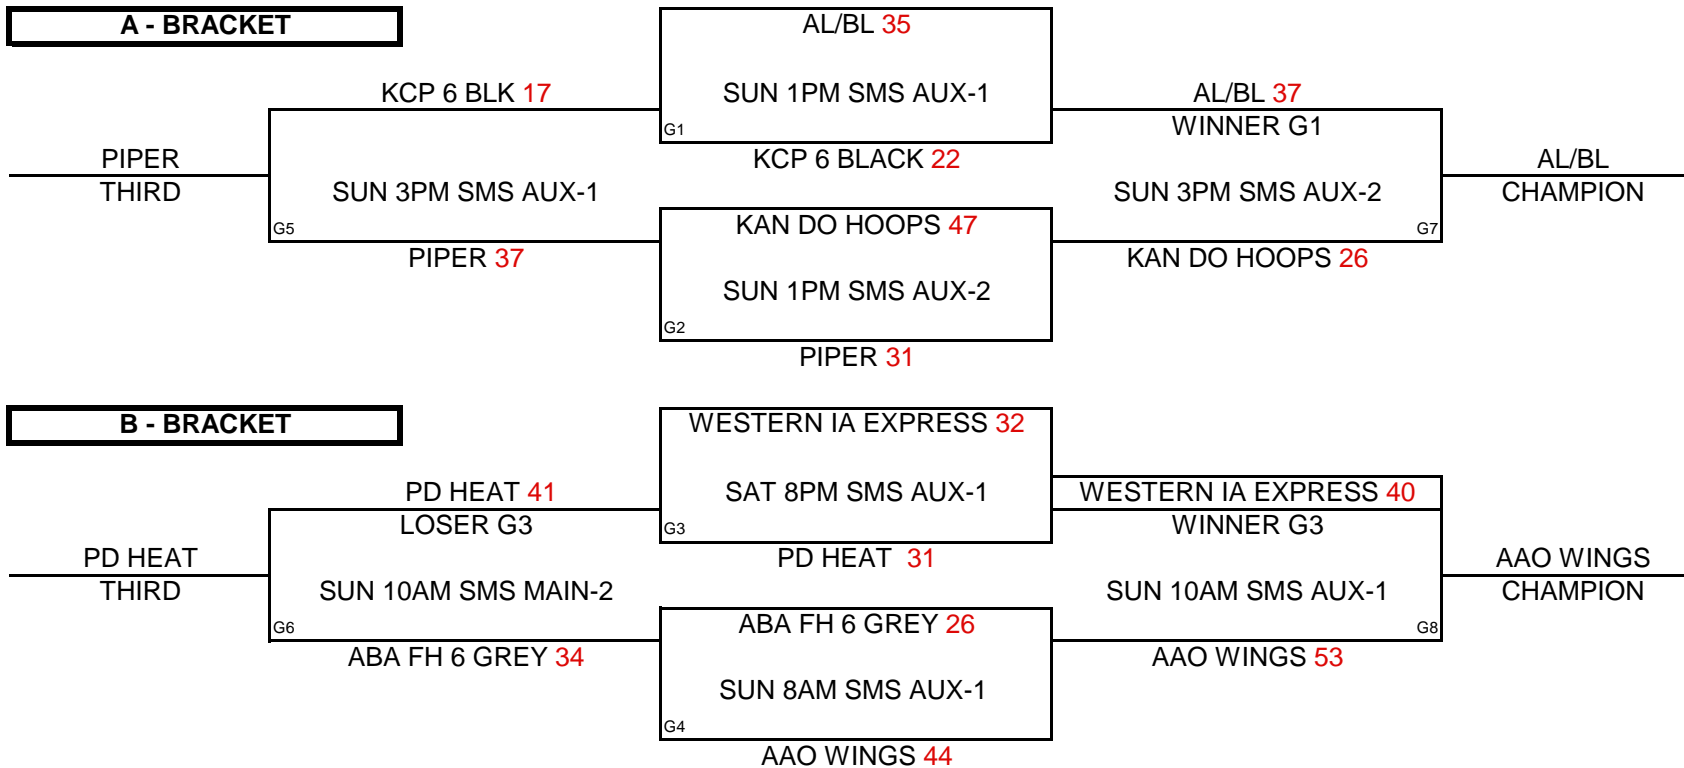 A - BRACKET
AL/BL 35
KCP 6 BLK 17
SUN 1PM SMS AUX-1
AL/BL 37
G1
WINNER G1
PIPER
KCP 6 BLACK 22
AL/BL
THIRD
SUN 3PM SMS AUX-1
SUN 3PM SMS AUX-2
CHAMPION
G5
KAN DO HOOPS 47
G7
PIPER 37
KAN DO HOOPS 26
SUN 1PM SMS AUX-2
G2
PIPER 31
B - BRACKET
WESTERN IA EXPRESS 32
PD HEAT 41
SAT 8PM SMS AUX-1
WESTERN IA EXPRESS 40
LOSER G3
G3
WINNER G3
PD HEAT
PD HEAT 31
AAO WINGS
THIRD
SUN 10AM SMS MAIN-2
SUN 10AM SMS AUX-1
CHAMPION
G6
ABA FH 6 GREY 26
G8
ABA FH 6 GREY 34
AAO WINGS 53
SUN 8AM SMS AUX-1
G4
AAO WINGS 44